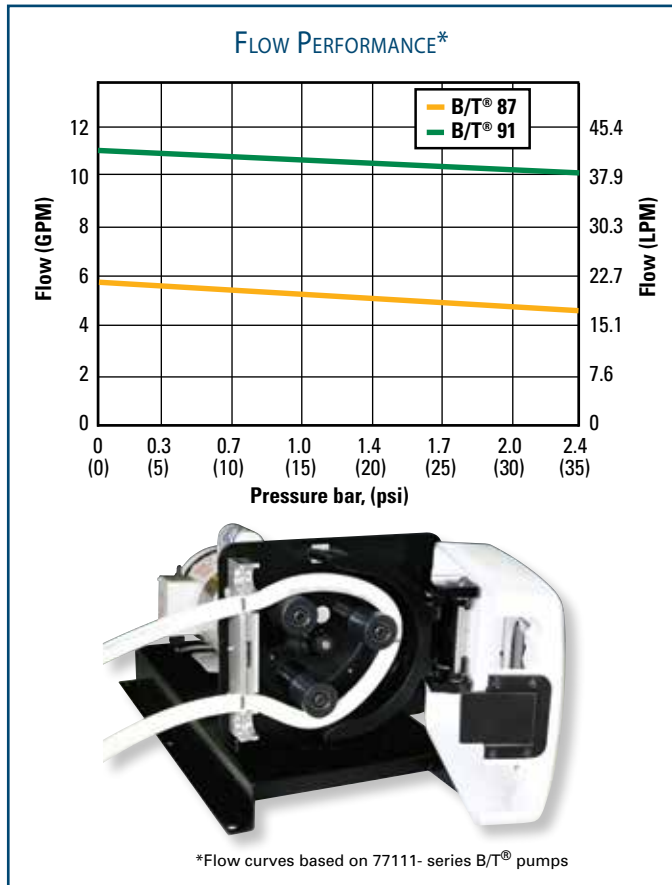 FLOW PERFORMANCE*
B/T® 87
B/T® 91
Flow (GPM)
12
10
8
6
4
2
0
45.4
37.9
30.3
22.7
15.1
7.6
0
Flow (LPM)
0 0.3 0.7 1.0 1.4 1.7 2.0 2.4
(0) (5) (10) (15) (20) (25) (30) (35)
Pressure bar, (psi)
*Flow curves based on 77111- series B/T® pumps